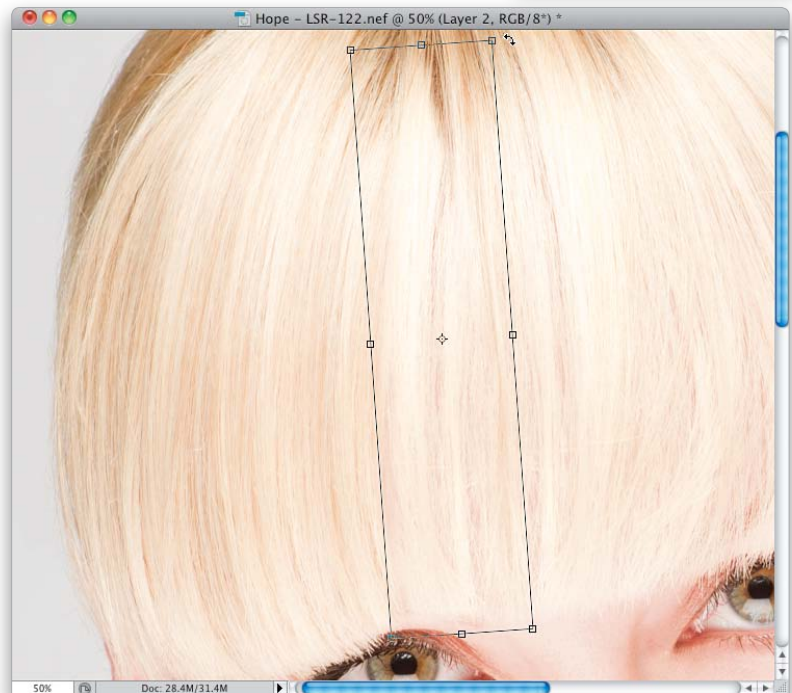 Hope – LSR-122.nef @ 50% (Layer 2, RGB/8*) *
50% Doc: 28.4M/31.4M